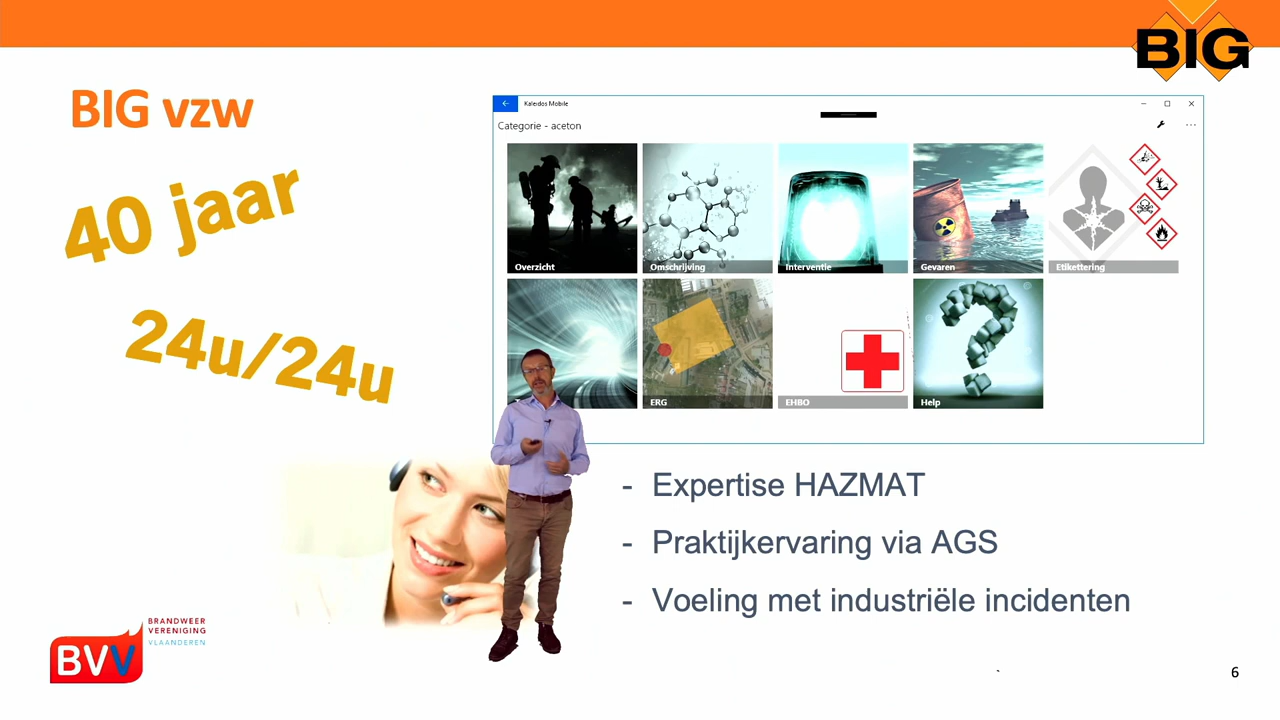 BIG
BIG vzw
40 jaar
24u/24u
Kaleidos Mobile
Categorie - aceton
Overzicht
Omschrijving
Interventie
Gevaren
Etikettering
ERG
EHBO
Help
- Expertise HAZMAT
- Praktijkervaring via AGS
- Voeling met industriële incidenten
BRANDWEER
VERENIGING
VLAANDEREN
BVV
6